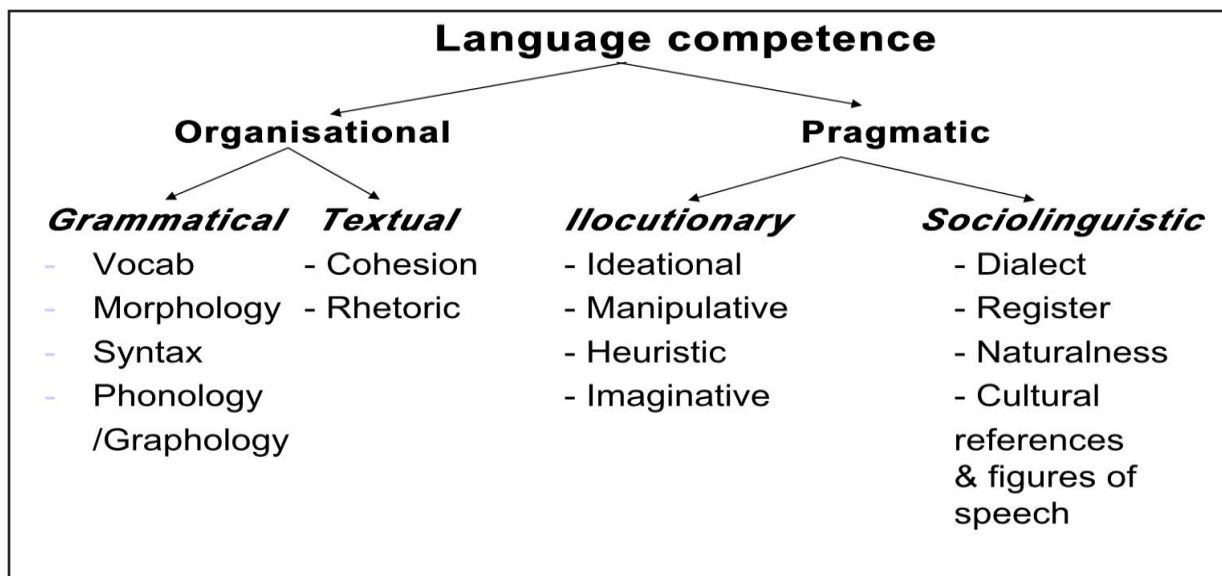 Language competence
Organisational Pragmatic
Grammatical Textual Ilocutionary Sociolinguistic
- Vocab - Cohesion - Ideational - Dialect
- Morphology - Rhetoric - Manipulative - Register
- Syntax - Heuristic - Naturalness
- Phonology - Imaginative - Cultural
/Graphology references
& figures of
speech